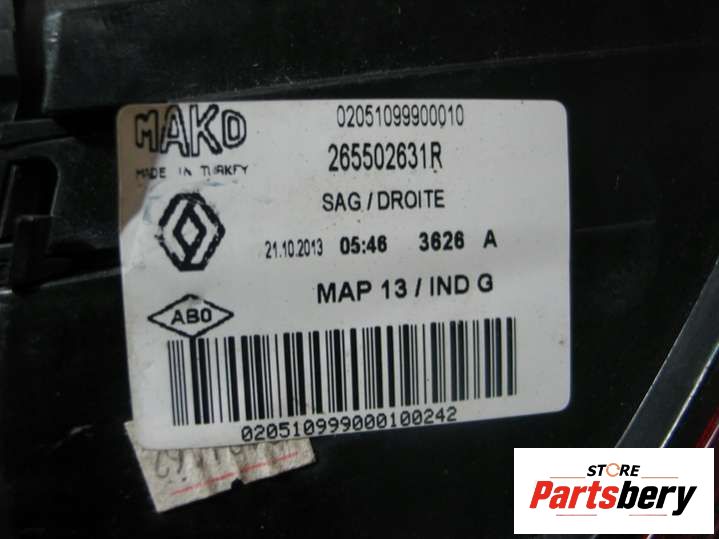 MAKO
MADE IN TURKEY
02051099900010
265502631R
SAG / DROITE
21.10.2013 05:46 3626 A
MAP 13 / IND G
ABO
020510999000100242
STORE
Partsbery